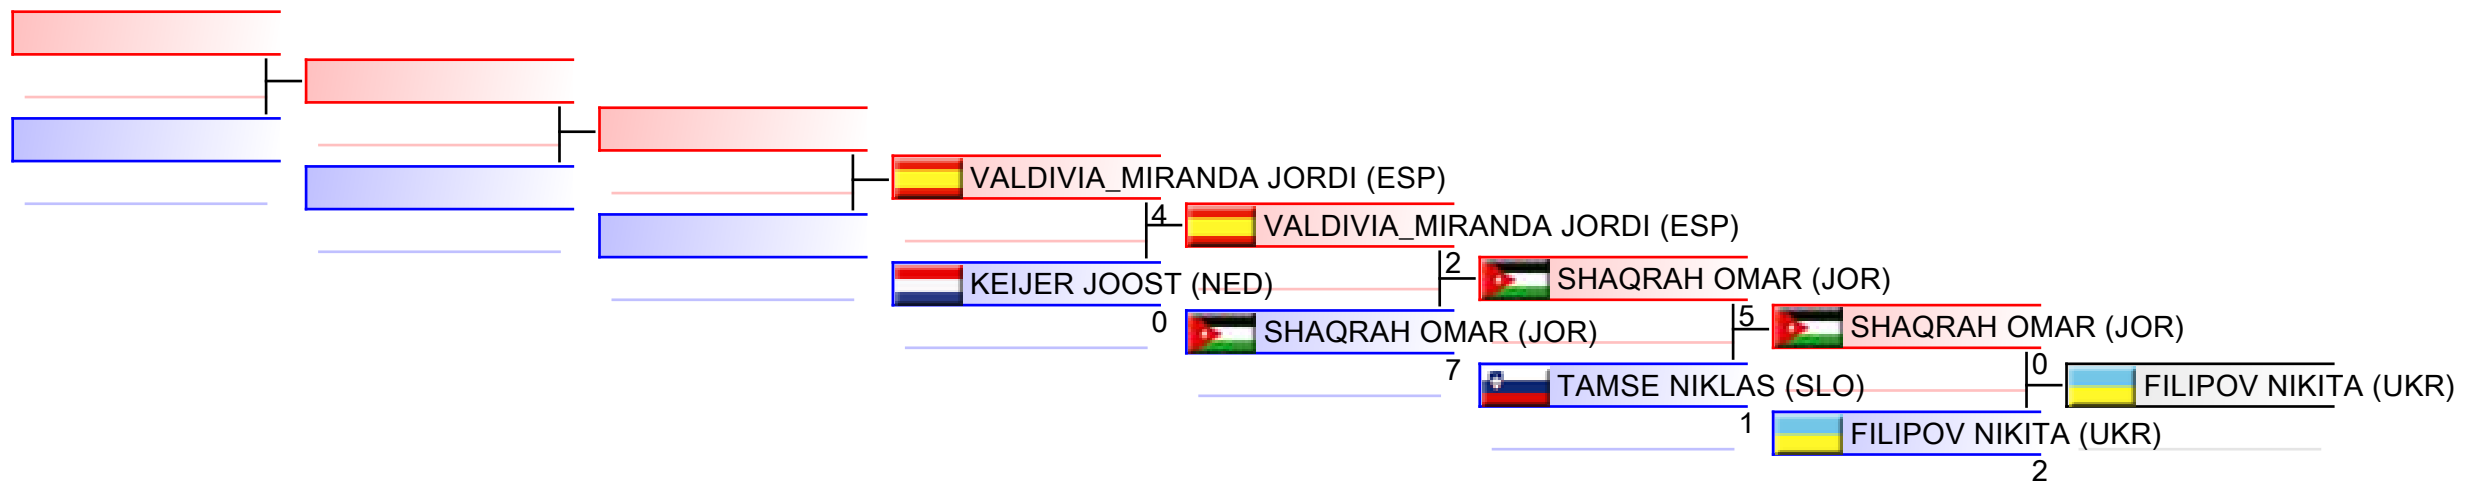 VALDIVIA_MIRANDA JORDI (ESP)
4
KEIJER JOOST (NED)
0
VALDIVIA_MIRANDA JORDI (ESP)
2
SHAQRAH OMAR (JOR)
7
SHAQRAH OMAR (JOR)
5
TAMSE NIKLAS (SLO)
1
SHAQRAH OMAR (JOR)
0
FILIPOV NIKITA (UKR)
2
FILIPOV NIKITA (UKR)